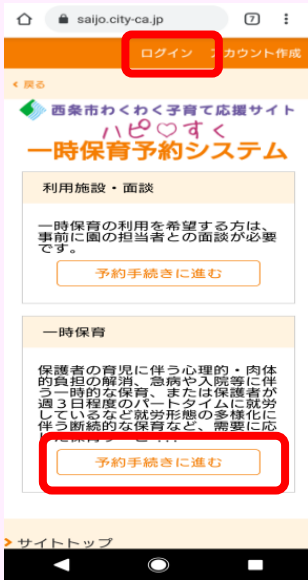 saijo.city-ca.jp
7
ログイン
カウント作成
< 戻る
西条市わくわく子育て応援サイト
ハピ♡すく
一時保育予約システム
利用施設・面談
一時保育の利用を希望する方は、
事前に園の担当者との面談が必要
です。
予約手続きに進む
一時保育
保護者の育児に伴う心理的・肉体
的負担の解消、急病や入院等に伴
う一時的な保育、または保護者が
週３日程度のパートタイムに就労
しているなど就労形態の多様化に
伴う断続的な保育など、需要に応
予約手続きに進む
> サイトトップ